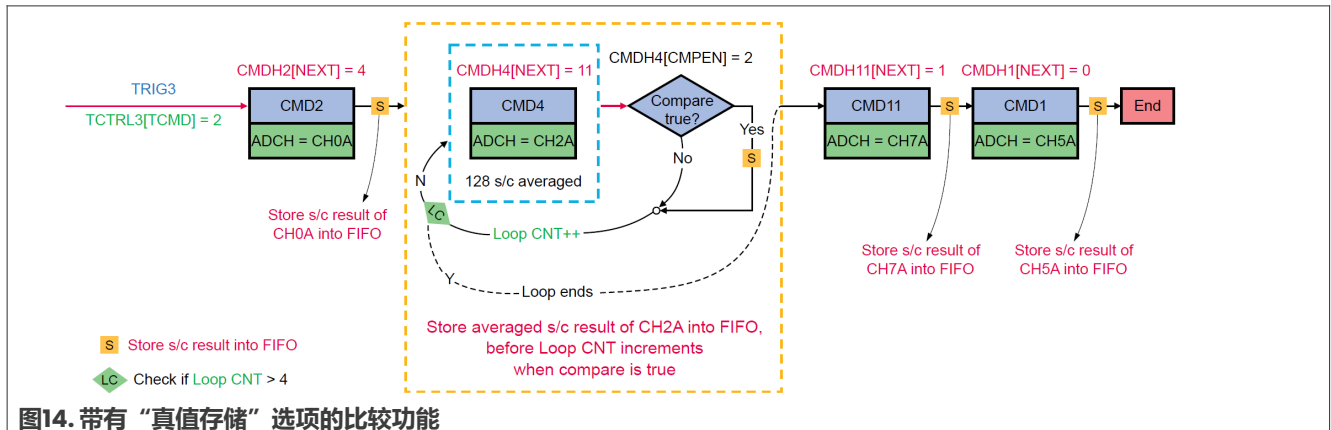 TRIG3
TCTRL3[TCMD] = 2
CMDH2[NEXT] = 4
CMD2
ADCH = CH0A
S
Store s/c result of
CH0A into FIFO
CMDH4[NEXT] = 11
CMD4
ADCH = CH2A
128 s/c averaged
CMDH4[CMPEN] = 2
Compare
true?
Yes
S
No
N
LC
Loop CNT++
Y
Loop ends
Store averaged s/c result of CH2A into FIFO,
before Loop CNT increments
when compare is true
CMDH11[NEXT] = 1
CMD11
ADCH = CH7A
S
Store s/c result of
CH7A into FIFO
CMDH1[NEXT] = 0
CMD1
ADCH = CH5A
S
Store s/c result of
CH5A into FIFO
End
S Store s/c result into FIFO
LC Check if Loop CNT > 4
图14. 带有“真值存储”选项的比较功能